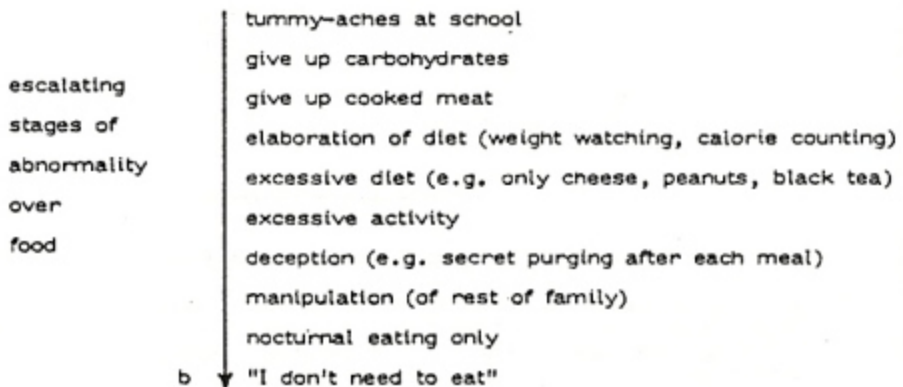 tummy-aches at school
give up carbohydrates
give up cooked meat
elaboration of diet (weight watching, calorie counting)
excessive diet (e.g. only cheese, peanuts, black tea)
excessive activity
deception (e.g. secret purging after each meal)
manipulation (of rest of family)
nocturnal eating only
"I don't need to eat"
escalating
stages of
abnormality
over
food
b